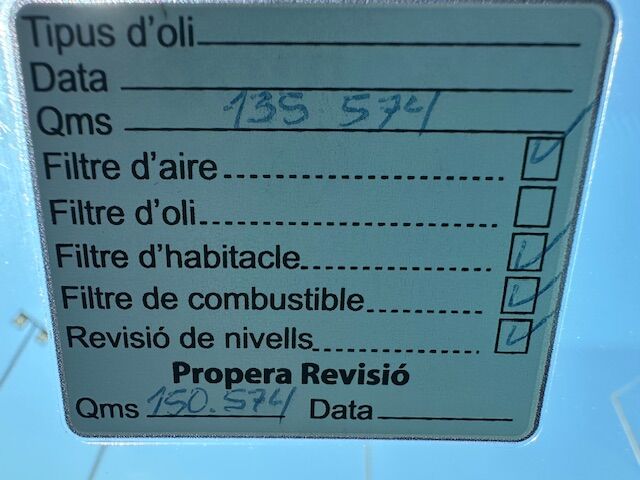 Tipus d'oli
Data
Qms 135 574
Filtre d'aire
Filtre d'oli
Filtre d'habitacle
Filtre de combustible
Revisió de nivells
Propera Revisió
Qms 150.574 Data